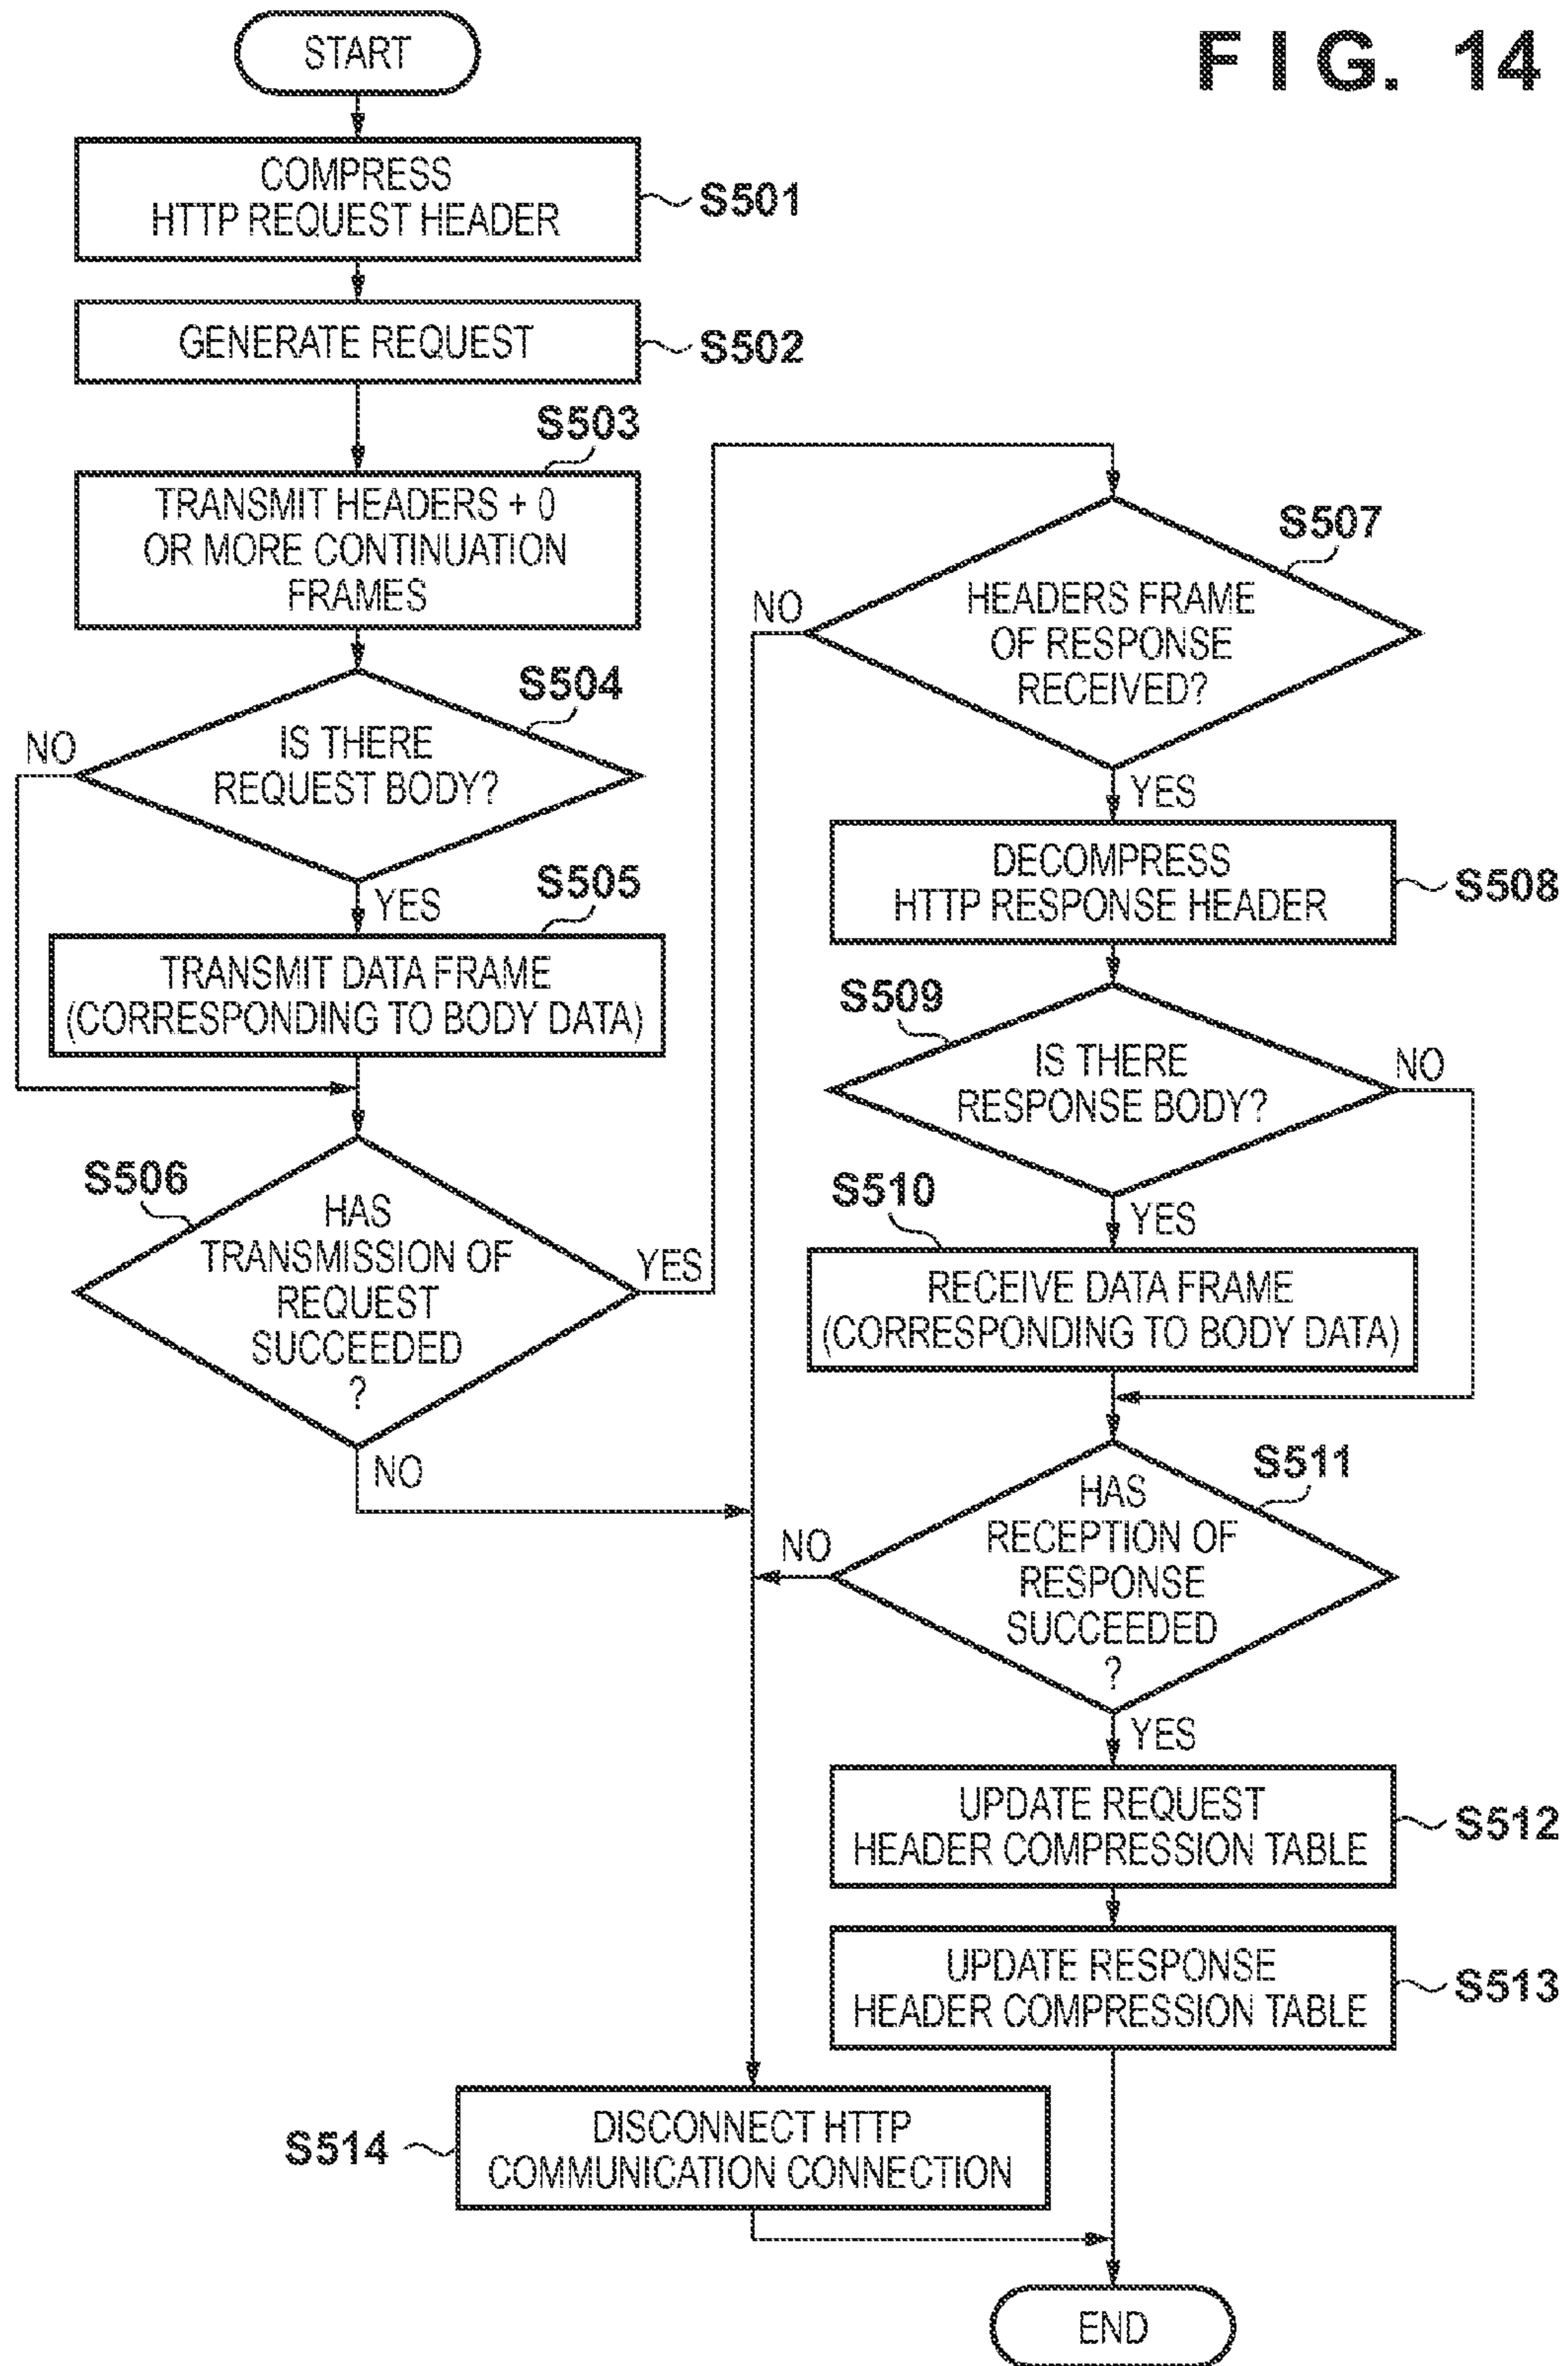 FIG. 14
START
COMPRESS
HTTP REQUEST HEADER
S501
GENERATE REQUEST
S502
S503
TRANSMIT HEADERS + 0
OR MORE CONTINUATION
FRAMES
S504
IS THERE
REQUEST BODY?
NO
YES
S505
TRANSMIT DATA FRAME
(CORRESPONDING TO BODY DATA)
S506
HAS
TRANSMISSION OF
REQUEST
SUCCEEDED
?
YES
NO
S507
HEADERS FRAME
OF RESPONSE
RECEIVED?
NO
YES
DECOMPRESS
HTTP RESPONSE HEADER
S508
S509
IS THERE
RESPONSE BODY?
NO
YES
S510
RECEIVE DATA FRAME
(CORRESPONDING TO BODY DATA)
S511
HAS
RECEPTION OF
RESPONSE
SUCCEEDED
?
NO
YES
UPDATE REQUEST
HEADER COMPRESSION TABLE
S512
UPDATE RESPONSE
HEADER COMPRESSION TABLE
S513
S514
DISCONNECT HTTP
COMMUNICATION CONNECTION
END